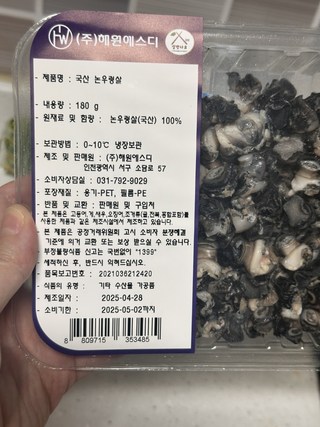 HW (주)해원에스디
- 제품명 : 국산 논우렁살
- 내용량 : 180 g
- 원재료 및 함량 : 논우렁살(국산) 100%
- 보관방법 : 0~10℃ 냉장보관
- 제조 및 판매원 : (주)해원에스디
인천광역시 서구 소담로 57
- 소비자상담실 : 031-792-9029
- 포장재질 : 용기-PET, 필름-PE
- 반품 및 교환 : 판매원 및 구입처
- 본 제품은 고등어,게,새우,오징어,조개류(굴,전복,홍합포함)를
사용한 제품과 같은 제조시설에서 제조하고 있습니다.
- 본 제품은 공정거래위원회 고시 소비자 분쟁해결
기준에 의거 교환 또는 보상 받으실 수 있습니다.
부정불량식품 신고는 국번없이 "1399"
세척하신 후, 반드시 익혀드십시오.
- 품목보고번호 : 2021036212420
- 식품의 유형 : 기타 수산물 가공품
- 제조일자 : 2025-04-28
- 소비기한 : 2025-05-02까지
8 809715 353485